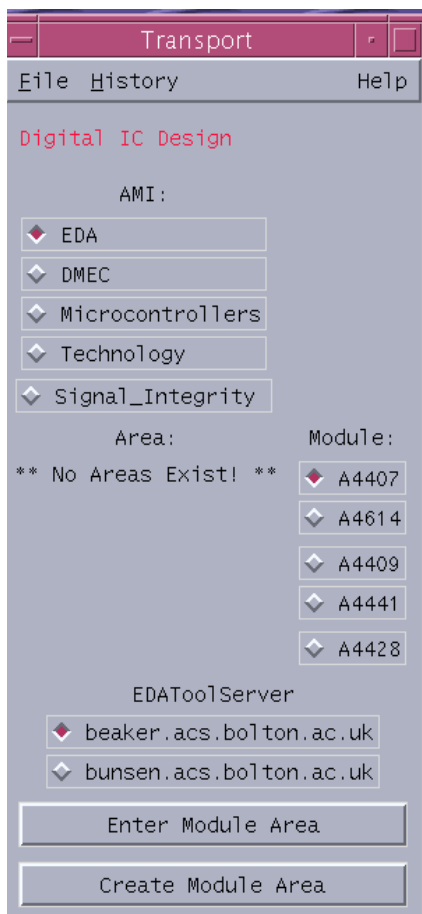 Transport
File History Help
Digital IC Design
AMI:
EDA
DMEC
Microcontrollers
Technology
Signal_Integrity
Area: Module:
** No Areas Exist! ** A4407
A4614
A4409
A4441
A4428
EDAToolServer
beaker.acs.bolton.ac.uk
bunsen.acs.bolton.ac.uk
Enter Module Area
Create Module Area